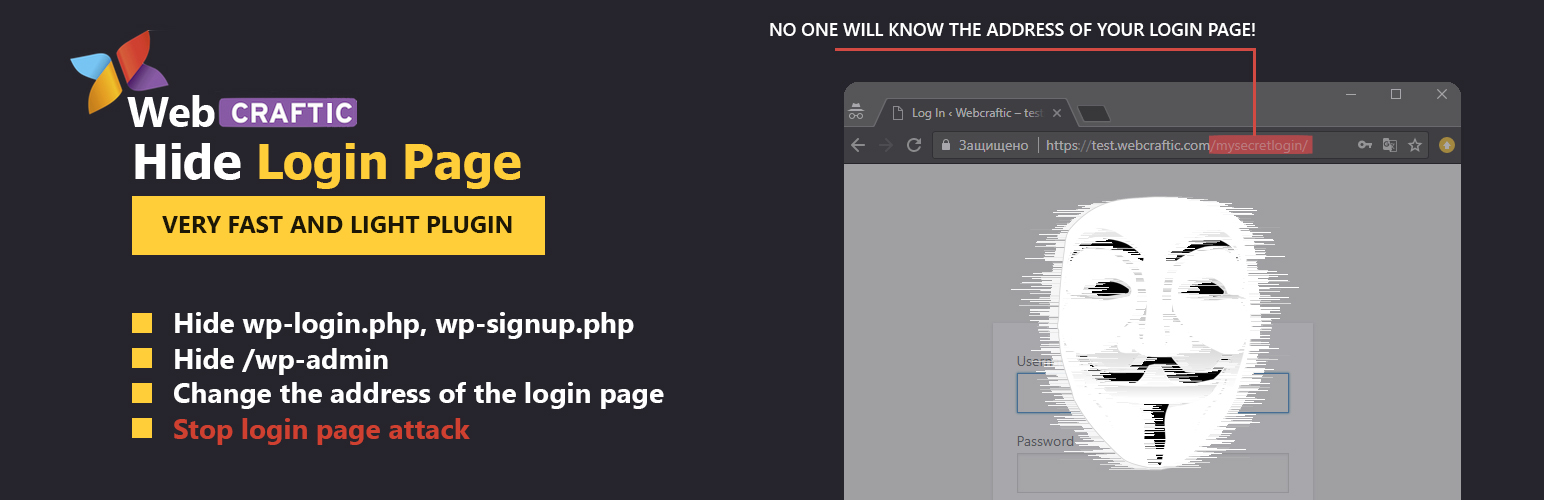 Web CRAFTIC
Hide Login Page
VERY FAST AND LIGHT PLUGIN
Hide wp-login.php, wp-signup.php
Hide /wp-admin
Change the address of the login page
Stop login page attack
NO ONE WILL KNOW THE ADDRESS OF YOUR LOGIN PAGE!
Log In ‹ Webcraftic – test
Защищено | https://test.webcraftic.com/mysecretlogin/
Password